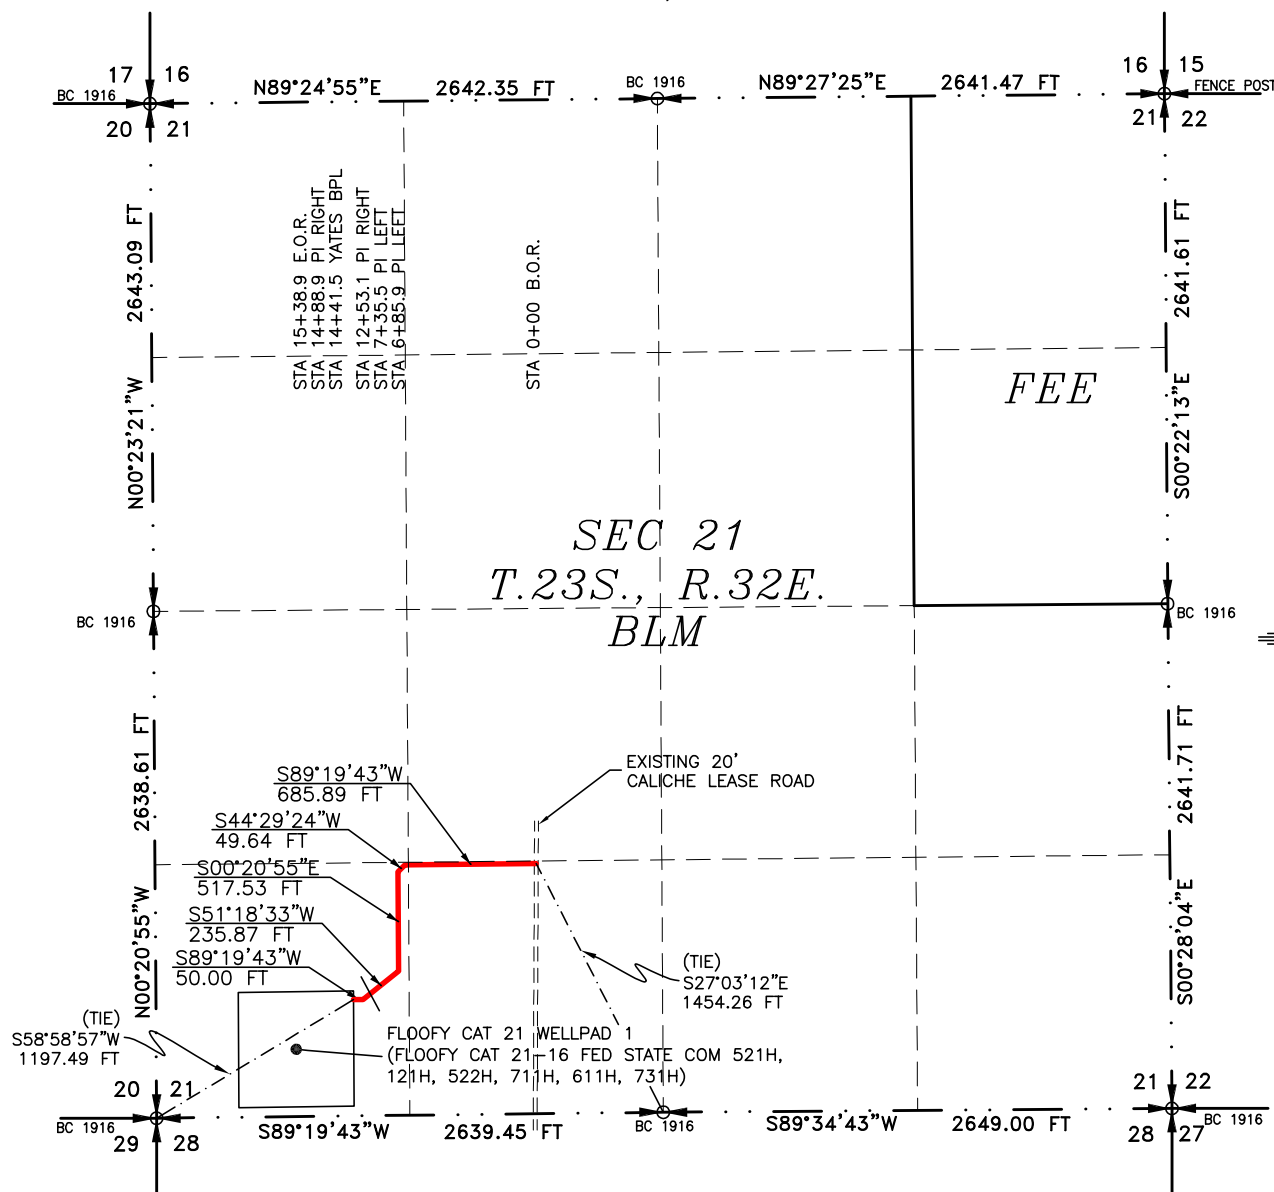 17 16
BC 1916
20 21
N89°24'55"E 2642.35 FT
BC 1916
N89°27'25"E 2641.47 FT
16 15
FENCE POST
21 22
2643.09 FT
N00°23'21"W
STA 15+38.9 E.O.R.
STA 14+88.9 PI RIGHT
STA 14+41.5 YATES BPL
STA 12+53.1 PI RIGHT
STA 7+35.5 PI LEFT
STA 6+85.9 PI LEFT
STA 0+00 B.O.R.
2641.61 FT
S00°22'13"E
FEE
SEC 21
T.23S., R.32E.
BLM
BC 1916
BC 1916
2638.61 FT
N00°20'55"W
2641.71 FT
S00°28'04"E
EXISTING 20'
CALICHE LEASE ROAD
S89°19'43"W
685.89 FT
S44°29'24"W
49.64 FT
S00°20'55"E
517.53 FT
S51°18'33"W
235.87 FT
S89°19'43"W
50.00 FT
(TIE)
S27°03'12"E
1454.26 FT
(TIE)
S58°58'57"W
1197.49 FT
FLOOFY CAT 21 WELLPAD 1
(FLOOFY CAT 21-16 FED STATE COM 521H,
121H, 522H, 711H, 611H, 731H)
20 21
BC 1916
29 28
S89°19'43"W 2639.45 FT
BC 1916
S89°34'43"W 2649.00 FT
21 22
BC 1916
28 27